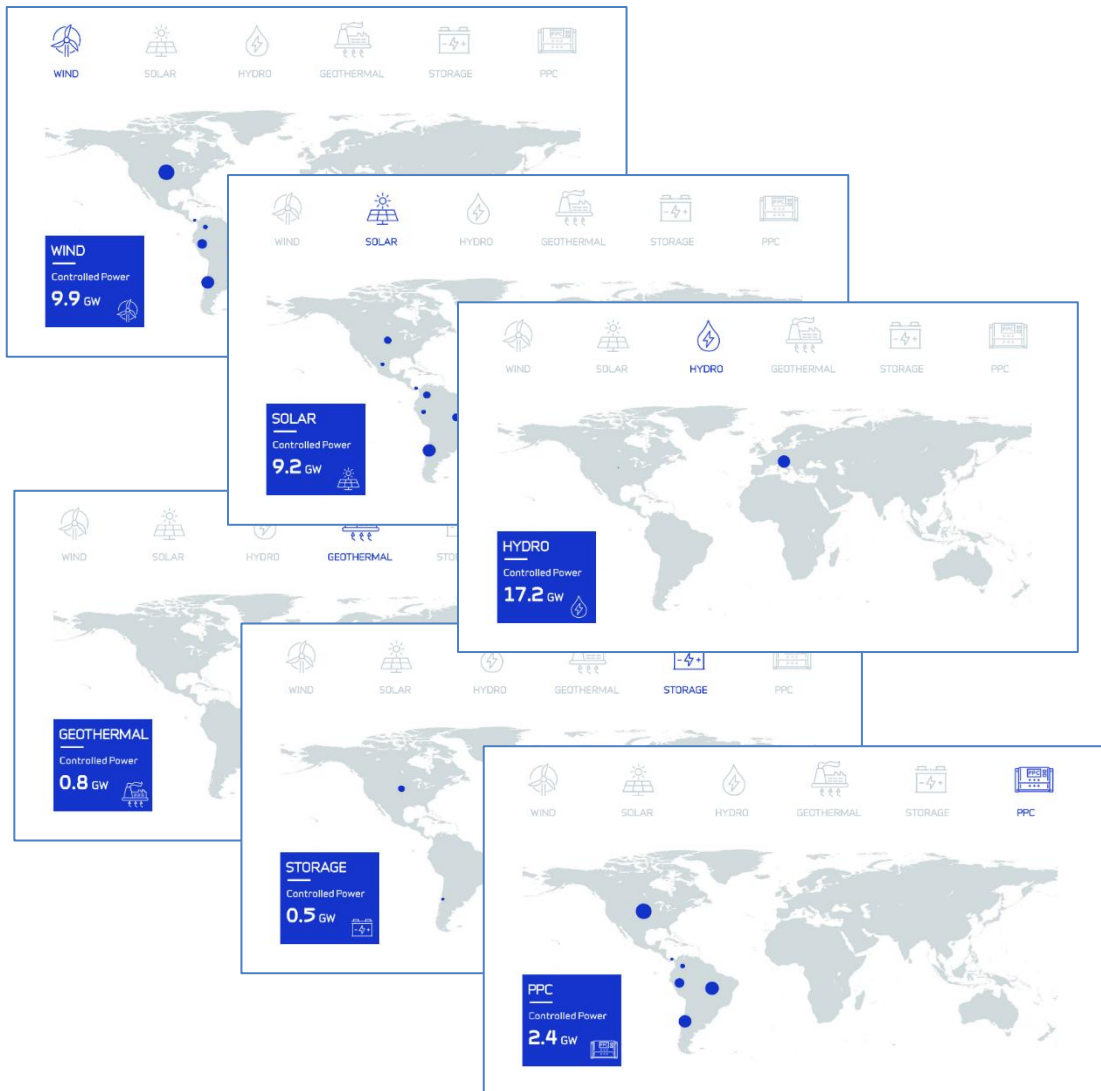 WIND
SOLAR
HYDRO
GEOTHERMAL
STORAGE
PPC
WIND
Controlled Power
9.9 GW
WIND
SOLAR
HYDRO
GEOTHERMAL
STORAGE
PPC
SOLAR
Controlled Power
9.2 GW
WIND
SOLAR
HYDRO
GEOTHERMAL
STORAGE
PPC
HYDRO
Controlled Power
17.2 GW
WIND
SOLAR
HYDRO
GEOTHERMAL
GEOTHERMAL
Controlled Power
0.8 GW
WIND
SOLAR
HYDRO
GEOTHERMAL
STORAGE
PPC
STORAGE
Controlled Power
0.5 GW
WIND
SOLAR
HYDRO
GEOTHERMAL
STORAGE
PPC
PPC
Controlled Power
2.4 GW